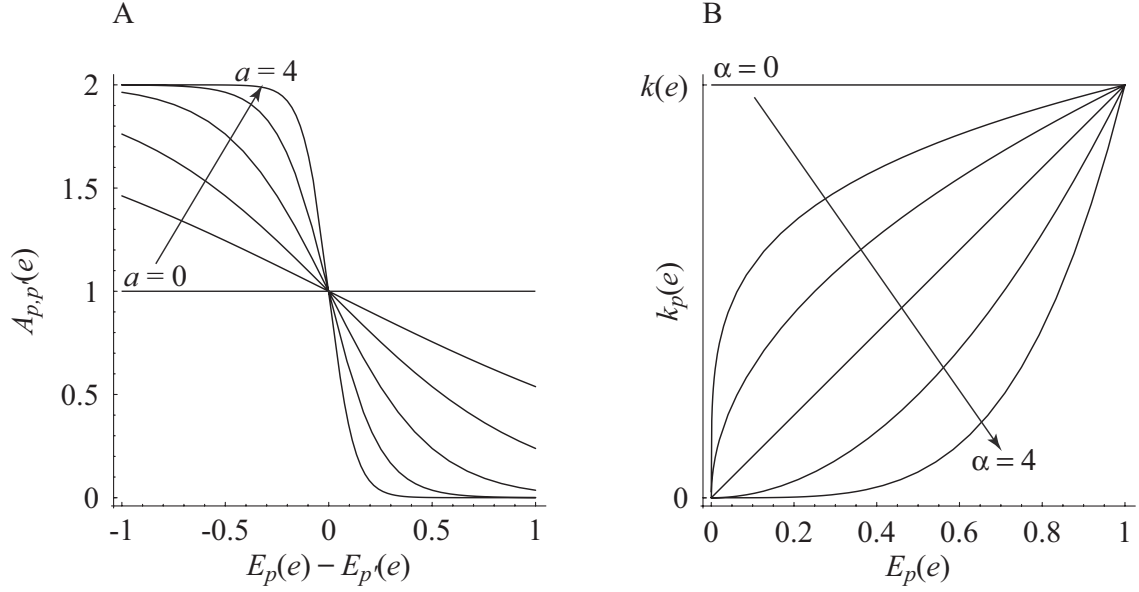 A
2
1.5
1
0.5
0
-1
-0.5
0
0.5
1
a = 4
a = 0
A_{p,p'}(e)
E_p(e) − E_{p'}(e)
B
k(e)
0
0
0.2
0.4
0.6
0.8
1
α = 0
α = 4
k_p(e)
E_p(e)